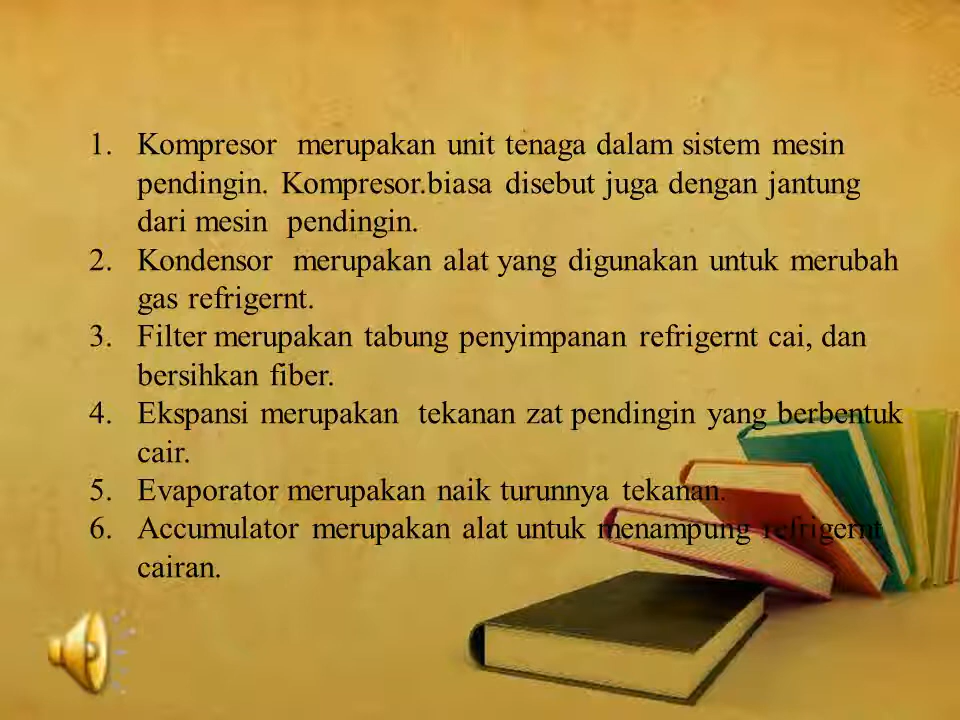 1. Kompresor merupakan unit tenaga dalam sistem mesin
pendingin. Kompresor.biasa disebut juga dengan jantung
dari mesin pendingin.
2. Kondensor merupakan alat yang digunakan untuk merubah
gas refrigernt.
3. Filter merupakan tabung penyimpanan refrigernt cai, dan
bersihkan fiber.
4. Ekspansi merupakan tekanan zat pendingin yang berbentuk
cair.
5. Evaporator merupakan naik turunnya tekanan.
6. Accumulator merupakan alat untuk menampung refrigernt
cairan.